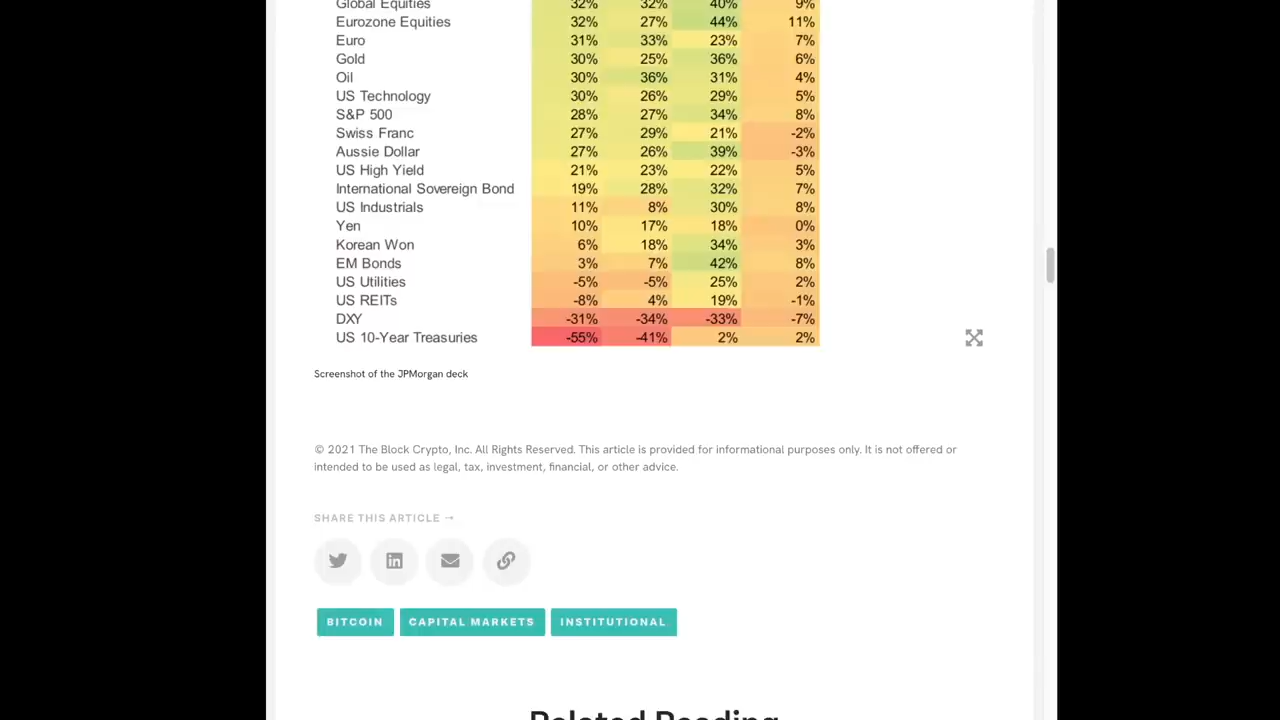 Global Equities 32% 32% 40% 9%
Eurozone Equities 32% 27% 44% 11%
Euro 31% 33% 23% 7%
Gold 30% 25% 36% 6%
Oil 30% 36% 31% 4%
US Technology 30% 26% 29% 5%
S&P 500 28% 27% 34% 8%
Swiss Franc 27% 29% 21% -2%
Aussie Dollar 27% 26% 39% -3%
US High Yield 21% 23% 22% 5%
International Sovereign Bond 19% 28% 32% 7%
US Industrials 11% 8% 30% 8%
Yen 10% 17% 18% 0%
Korean Won 6% 18% 34% 3%
EM Bonds 3% 7% 42% 8%
US Utilities -5% -5% 25% 2%
US REITs -8% 4% 19% -1%
DXY -31% -34% -33% -7%
US 10-Year Treasuries -55% -41% 2% 2%
Screenshot of the JPMorgan deck
© 2021 The Block Crypto, Inc. All Rights Reserved. This article is provided for informational purposes only. It is not offered or
intended to be used as legal, tax, investment, financial, or other advice.
SHARE THIS ARTICLE →
BITCOIN CAPITAL MARKETS INSTITUTIONAL
Related Reading